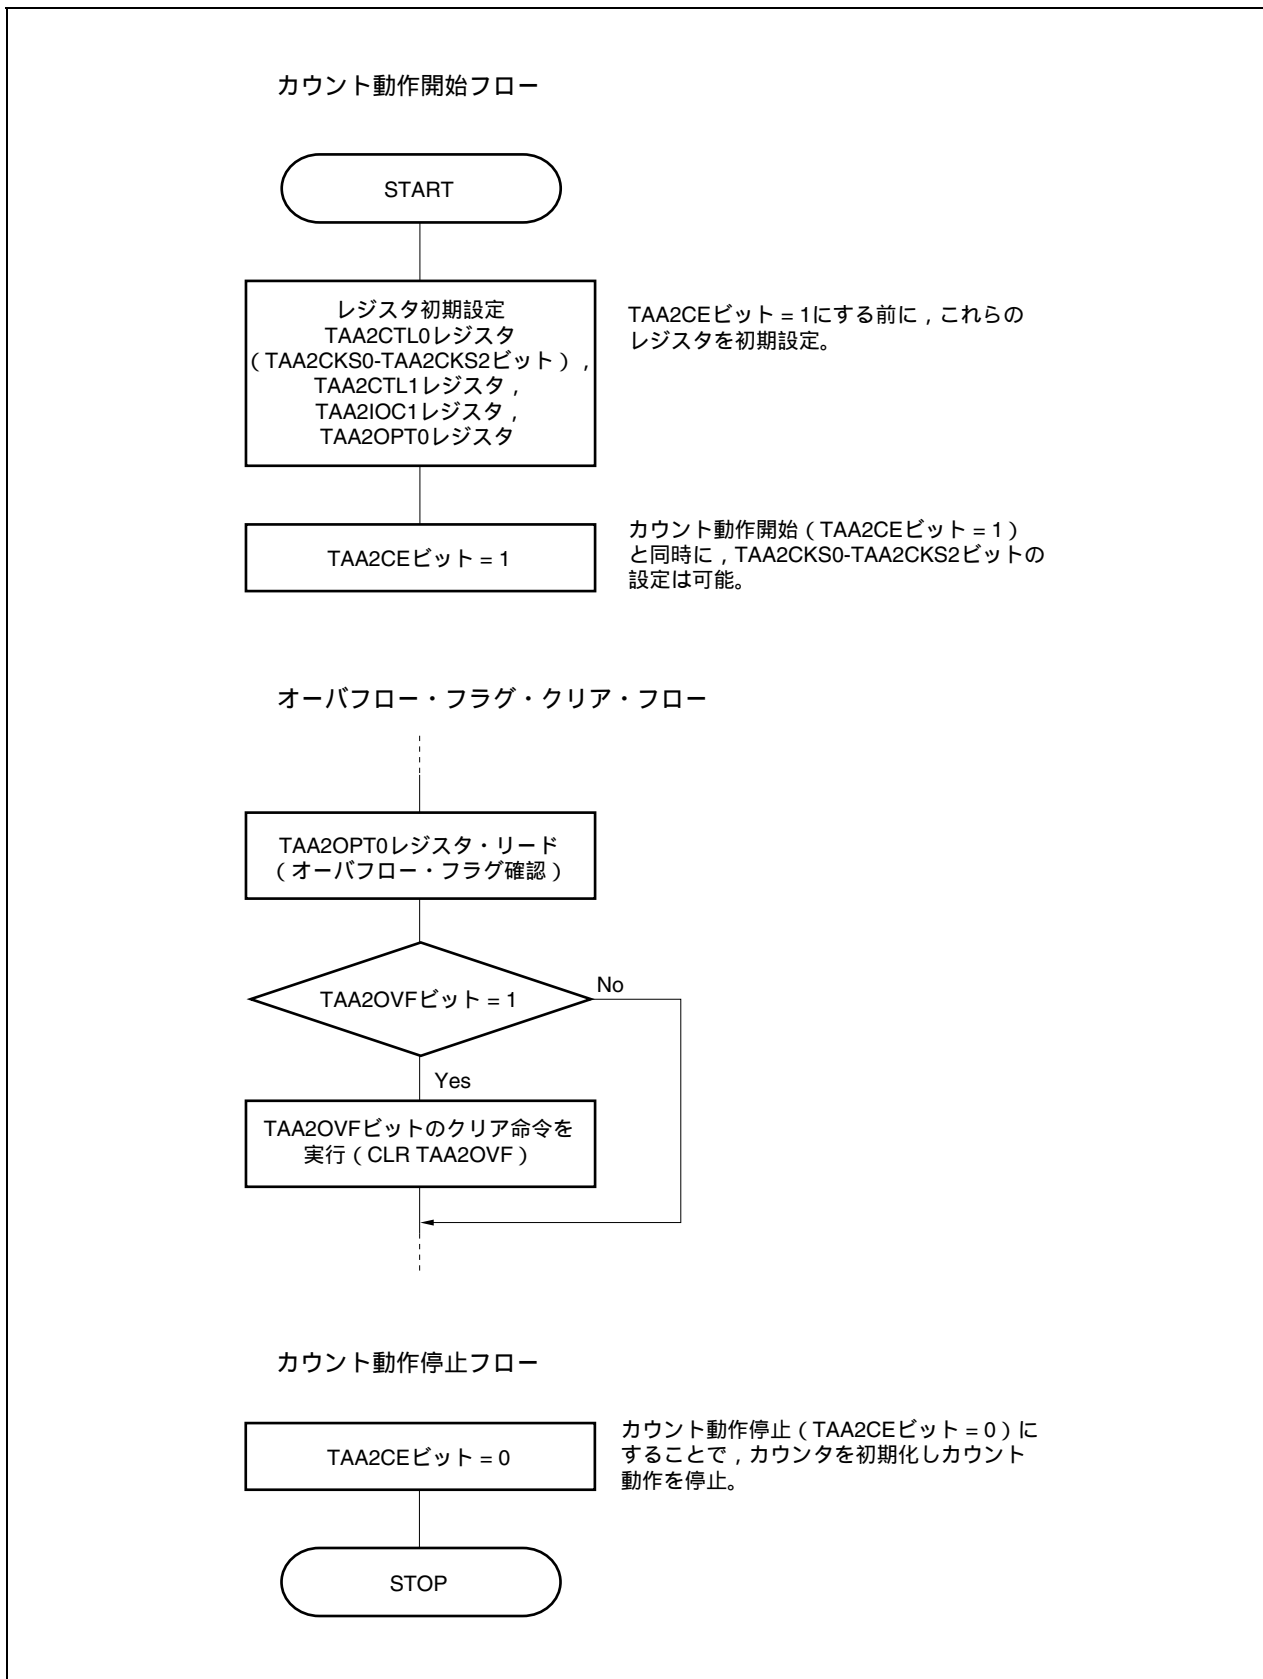 カウント動作開始フロー
START
レジスタ初期設定
TAA2CTL0レジスタ
（TAA2CKS0-TAA2CKS2ビット），
TAA2CTL1レジスタ，
TAA2IOC1レジスタ，
TAA2OPT0レジスタ
TAA2CEビット = 1にする前に，これらの
レジスタを初期設定。
TAA2CEビット = 1
カウント動作開始（TAA2CEビット = 1）
と同時に，TAA2CKS0-TAA2CKS2ビットの
設定は可能。
オーバフロー・フラグ・クリア・フロー
TAA2OPT0レジスタ・リード
（オーバフロー・フラグ確認）
TAA2OVFビット = 1
No
Yes
TAA2OVFビットのクリア命令を
実行（CLR TAA2OVF）
カウント動作停止フロー
TAA2CEビット = 0
カウント動作停止（TAA2CEビット = 0）に
することで，カウンタを初期化しカウント
動作を停止。
STOP